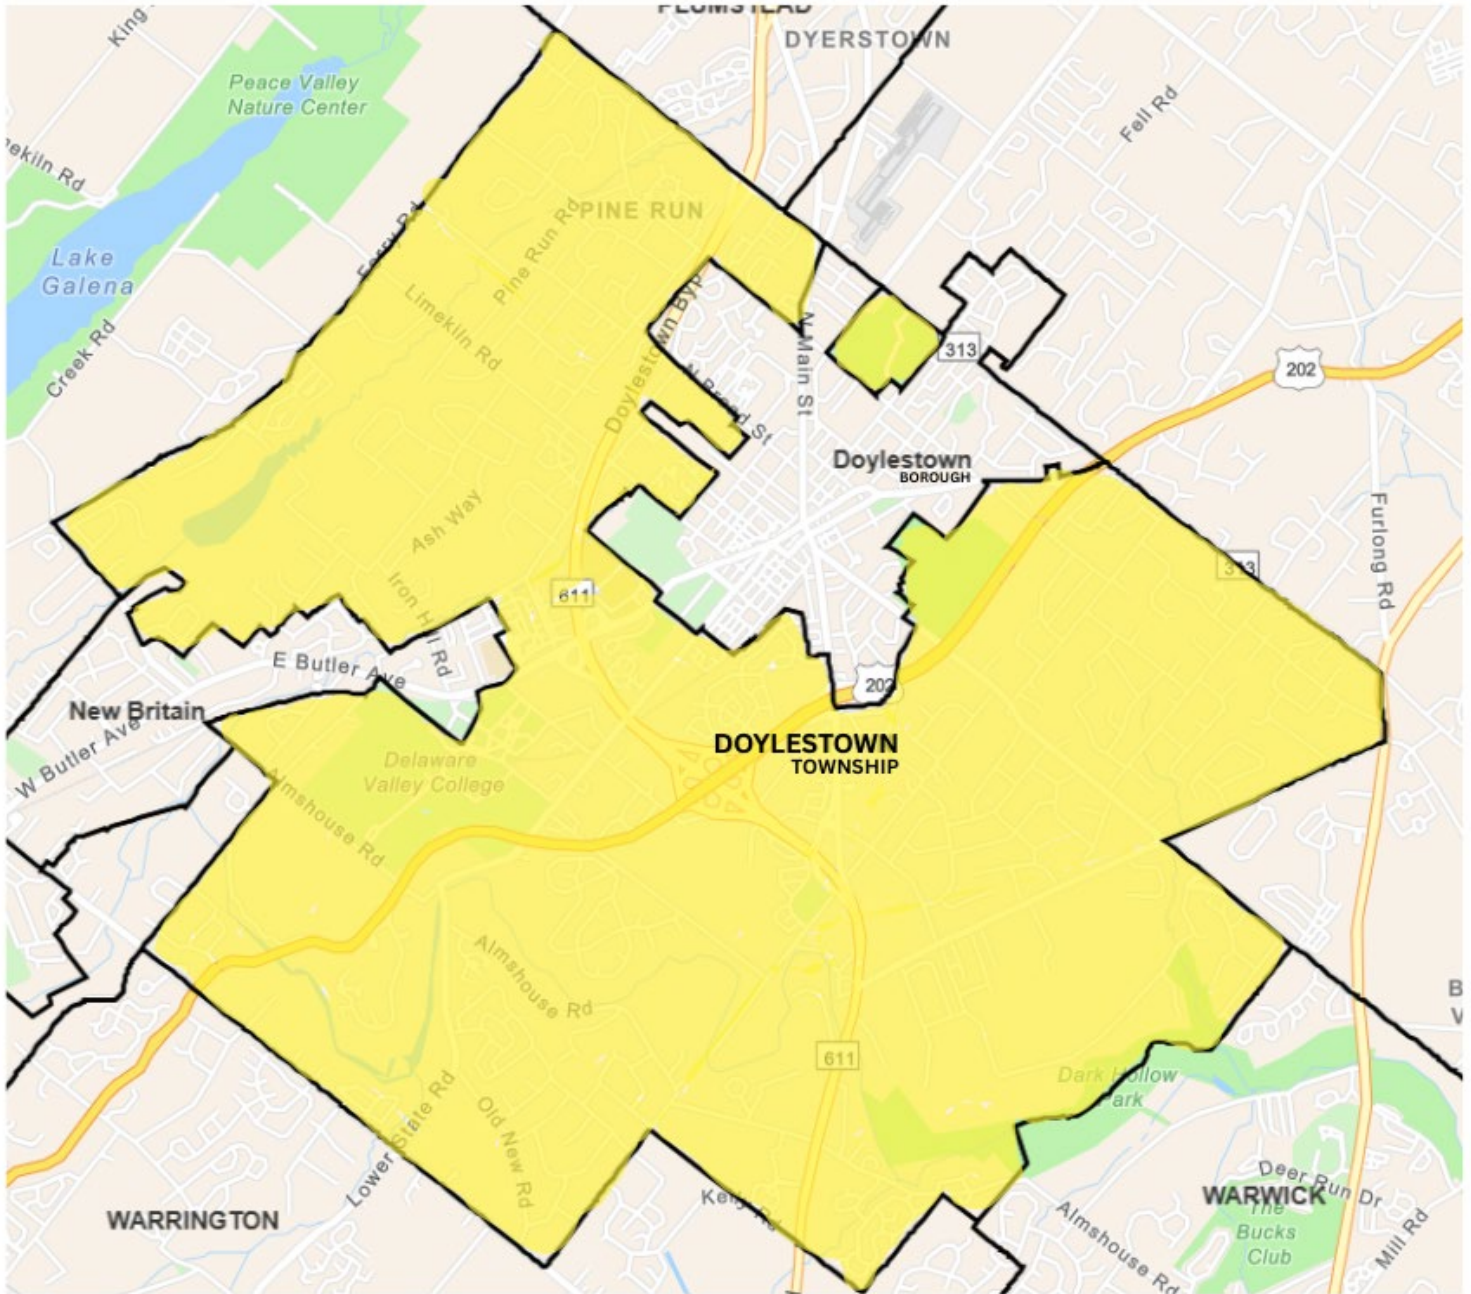 PLUMSTEAD
DYERSTOWN
Peace Valley
Nature Center
Fell Rd
Lake
Galena
Creek Rd
Ferry Rd
PINE RUN
Pine Run Rd
Limekiln Rd
Doylestown Byp
N Main St
N Broad St
313
202
Doylestown
BOROUGH
Ash Way
Iron Hill Rd
611
313
Furlong Rd
E Butler Ave
New Britain
W Butler Ave
202
DOYLESTOWN
TOWNSHIP
Delaware
Valley College
Almshouse Rd
Almshouse Rd
611
Dark Hollow
Park
Lower State Rd
Old New Rd
Kelly Rd
WARRINGTON
WARWICK
Deer Run Dr
The
Bucks
Club
Almshouse Rd
Mill Rd